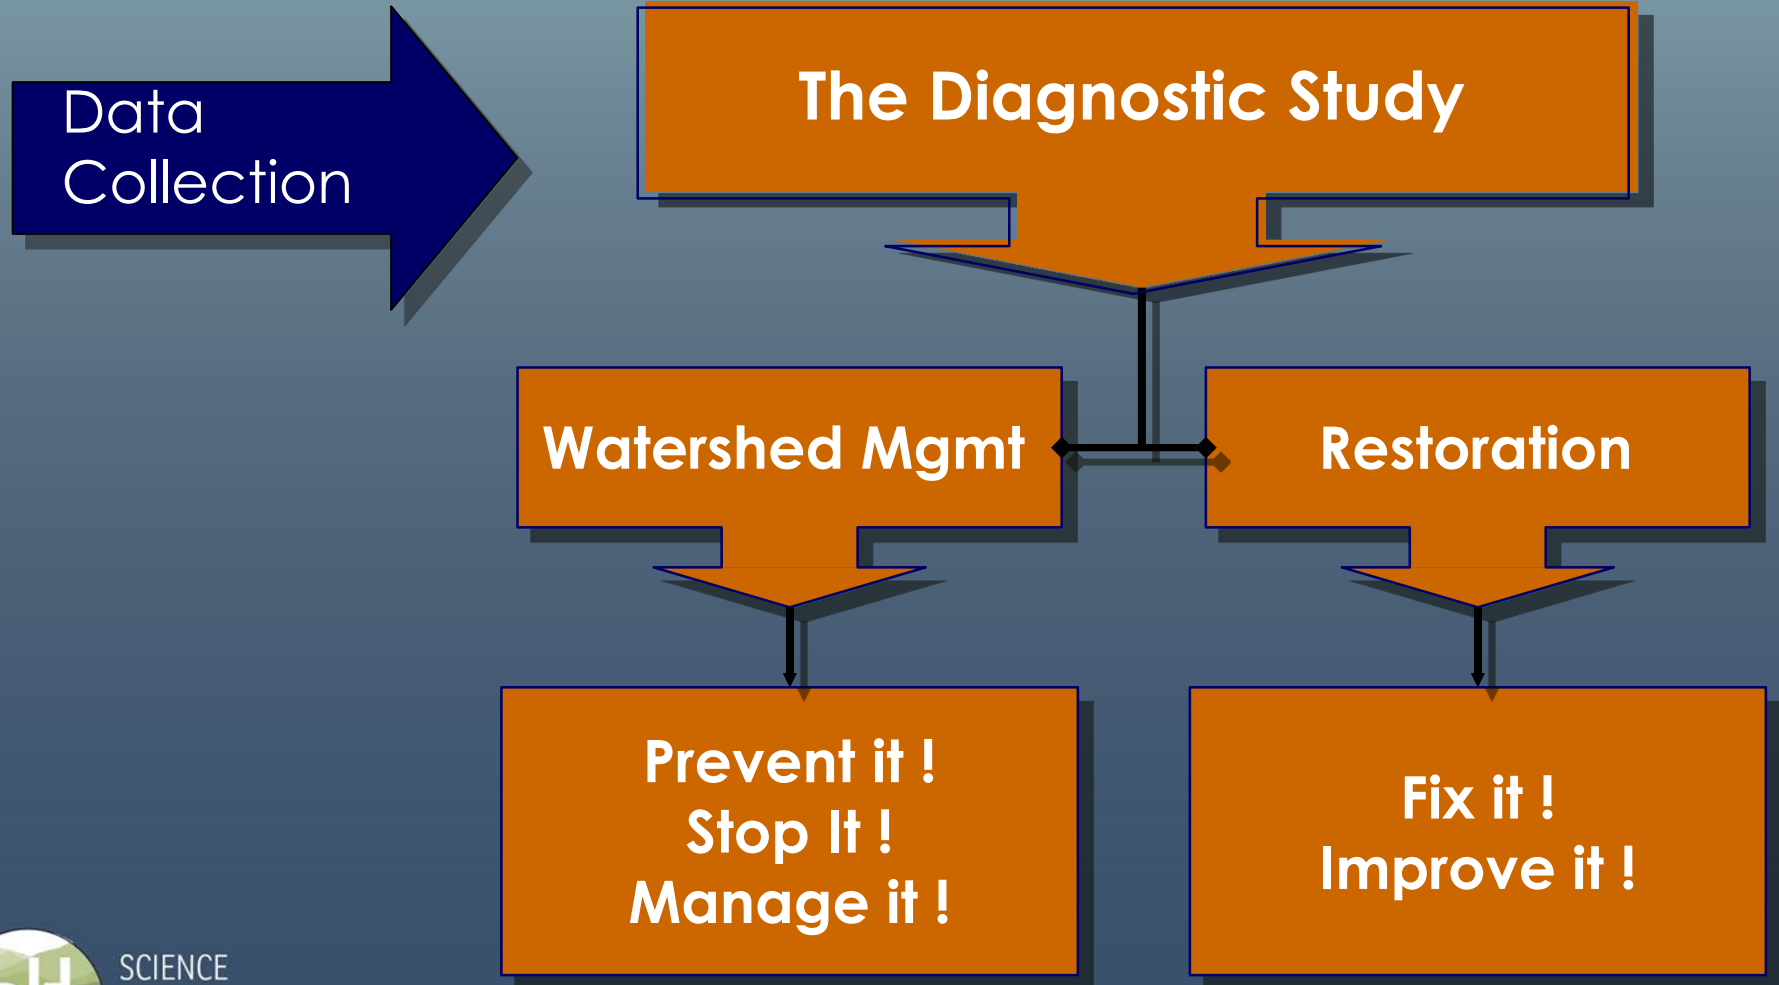 Data
Collection
The Diagnostic Study
Watershed Mgmt
Restoration
Prevent it !
Stop It !
Manage it !
Fix it !
Improve it !
SCIENCE